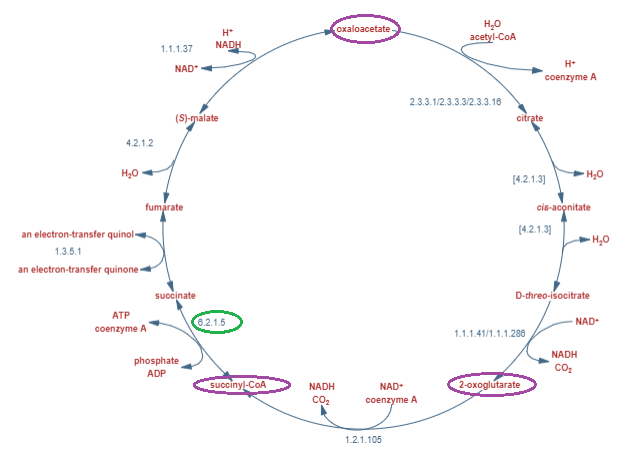 oxaloacetate
H₂O
acetyl-CoA
H⁺
coenzyme A
2.3.3.1/2.3.3.3/2.3.3.16
citrate
[4.2.1.3]
H₂O
cis-aconitate
[4.2.1.3]
H₂O
D-threo-isocitrate
NAD⁺
1.1.1.41/1.1.1.286
NADH
CO₂
2-oxoglutarate
NAD⁺
coenzyme A
NADH
CO₂
1.2.1.105
succinyl-CoA
phosphate
ADP
6.2.1.5
ATP
coenzyme A
succinate
an electron-transfer quinone
1.3.5.1
an electron-transfer quinol
fumarate
H₂O
4.2.1.2
(S)-malate
NAD⁺
1.1.1.37
H⁺
NADH